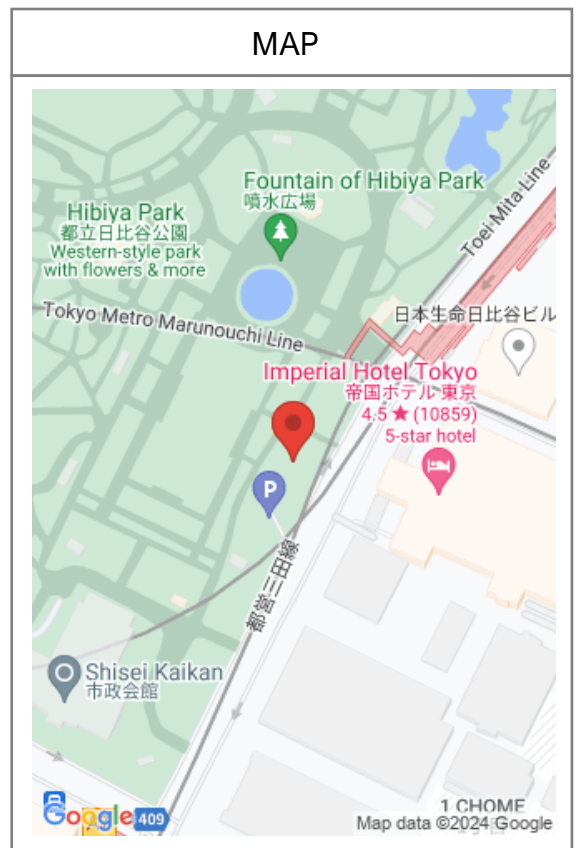 MAP
Fountain of Hibiya Park
噴水広場
Hibiya Park
都立日比谷公園
Western-style park
with flowers & more
Toei Mita Line
Tokyo Metro Marunouchi Line
日本生命日比谷ビル
Imperial Hotel Tokyo
帝国ホテル 東京
4.5 ★ (10859)
5-star hotel
P
都営三田線
Shisei Kaikan
市政会館
Google
409
1 CHOME
Map data ©2024 Google